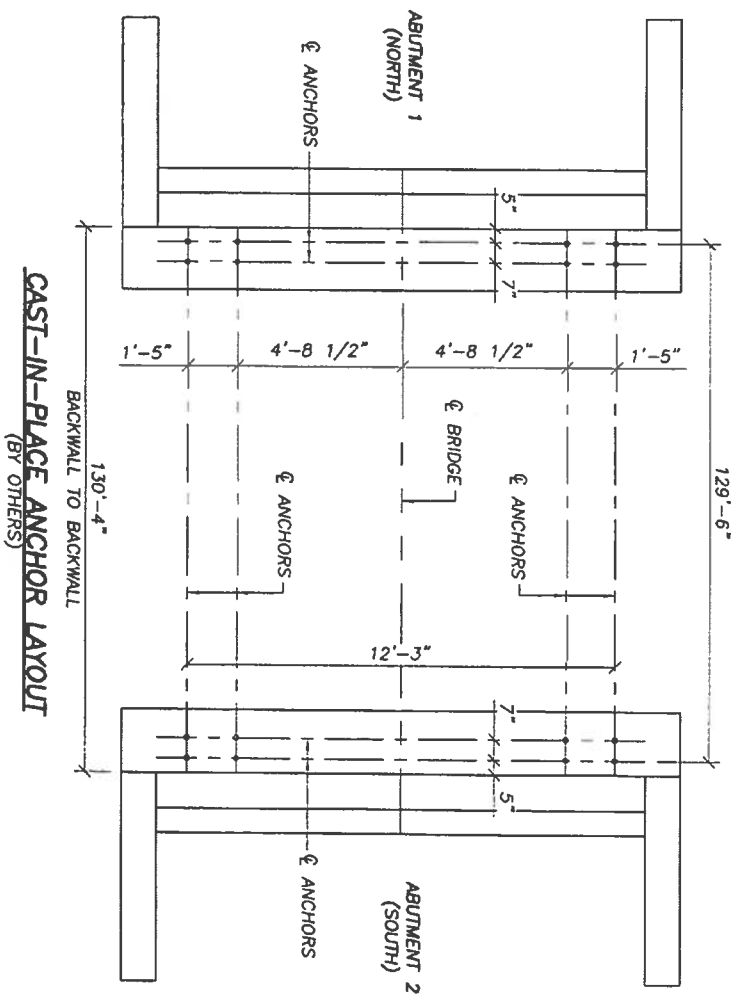 ABUTMENT 1
(NORTH)
℄ ANCHORS
5"
7"
129'-6"
1'-5"
4'-8 1/2"
4'-8 1/2"
1'-5"
℄ BRIDGE
℄ ANCHORS
℄ ANCHORS
12'-3"
7"
5"
℄ ANCHORS
ABUTMENT 2
(SOUTH)
130'-4"
BACKWALL TO BACKWALL
CAST-IN-PLACE ANCHOR LAYOUT
(BY OTHERS)